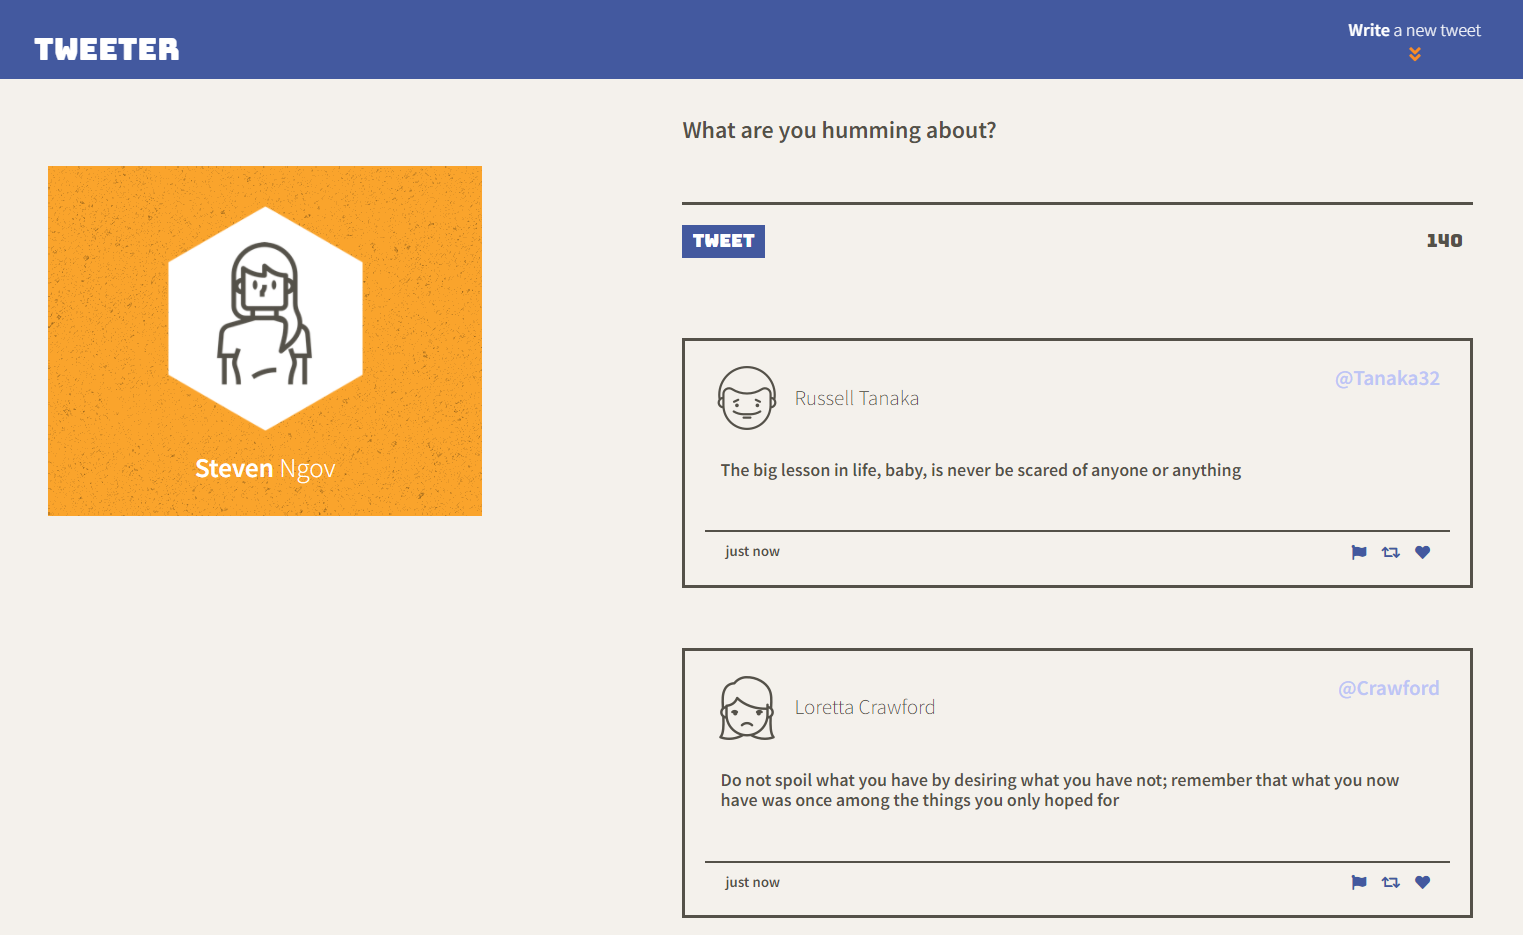 TWEETER
Write a new tweet
Steven Ngov
What are you humming about?
TWEET
140
Russell Tanaka
@Tanaka32
The big lesson in life, baby, is never be scared of anyone or anything
just now
Loretta Crawford
@Crawford
Do not spoil what you have by desiring what you have not; remember that what you now
have was once among the things you only hoped for
just now